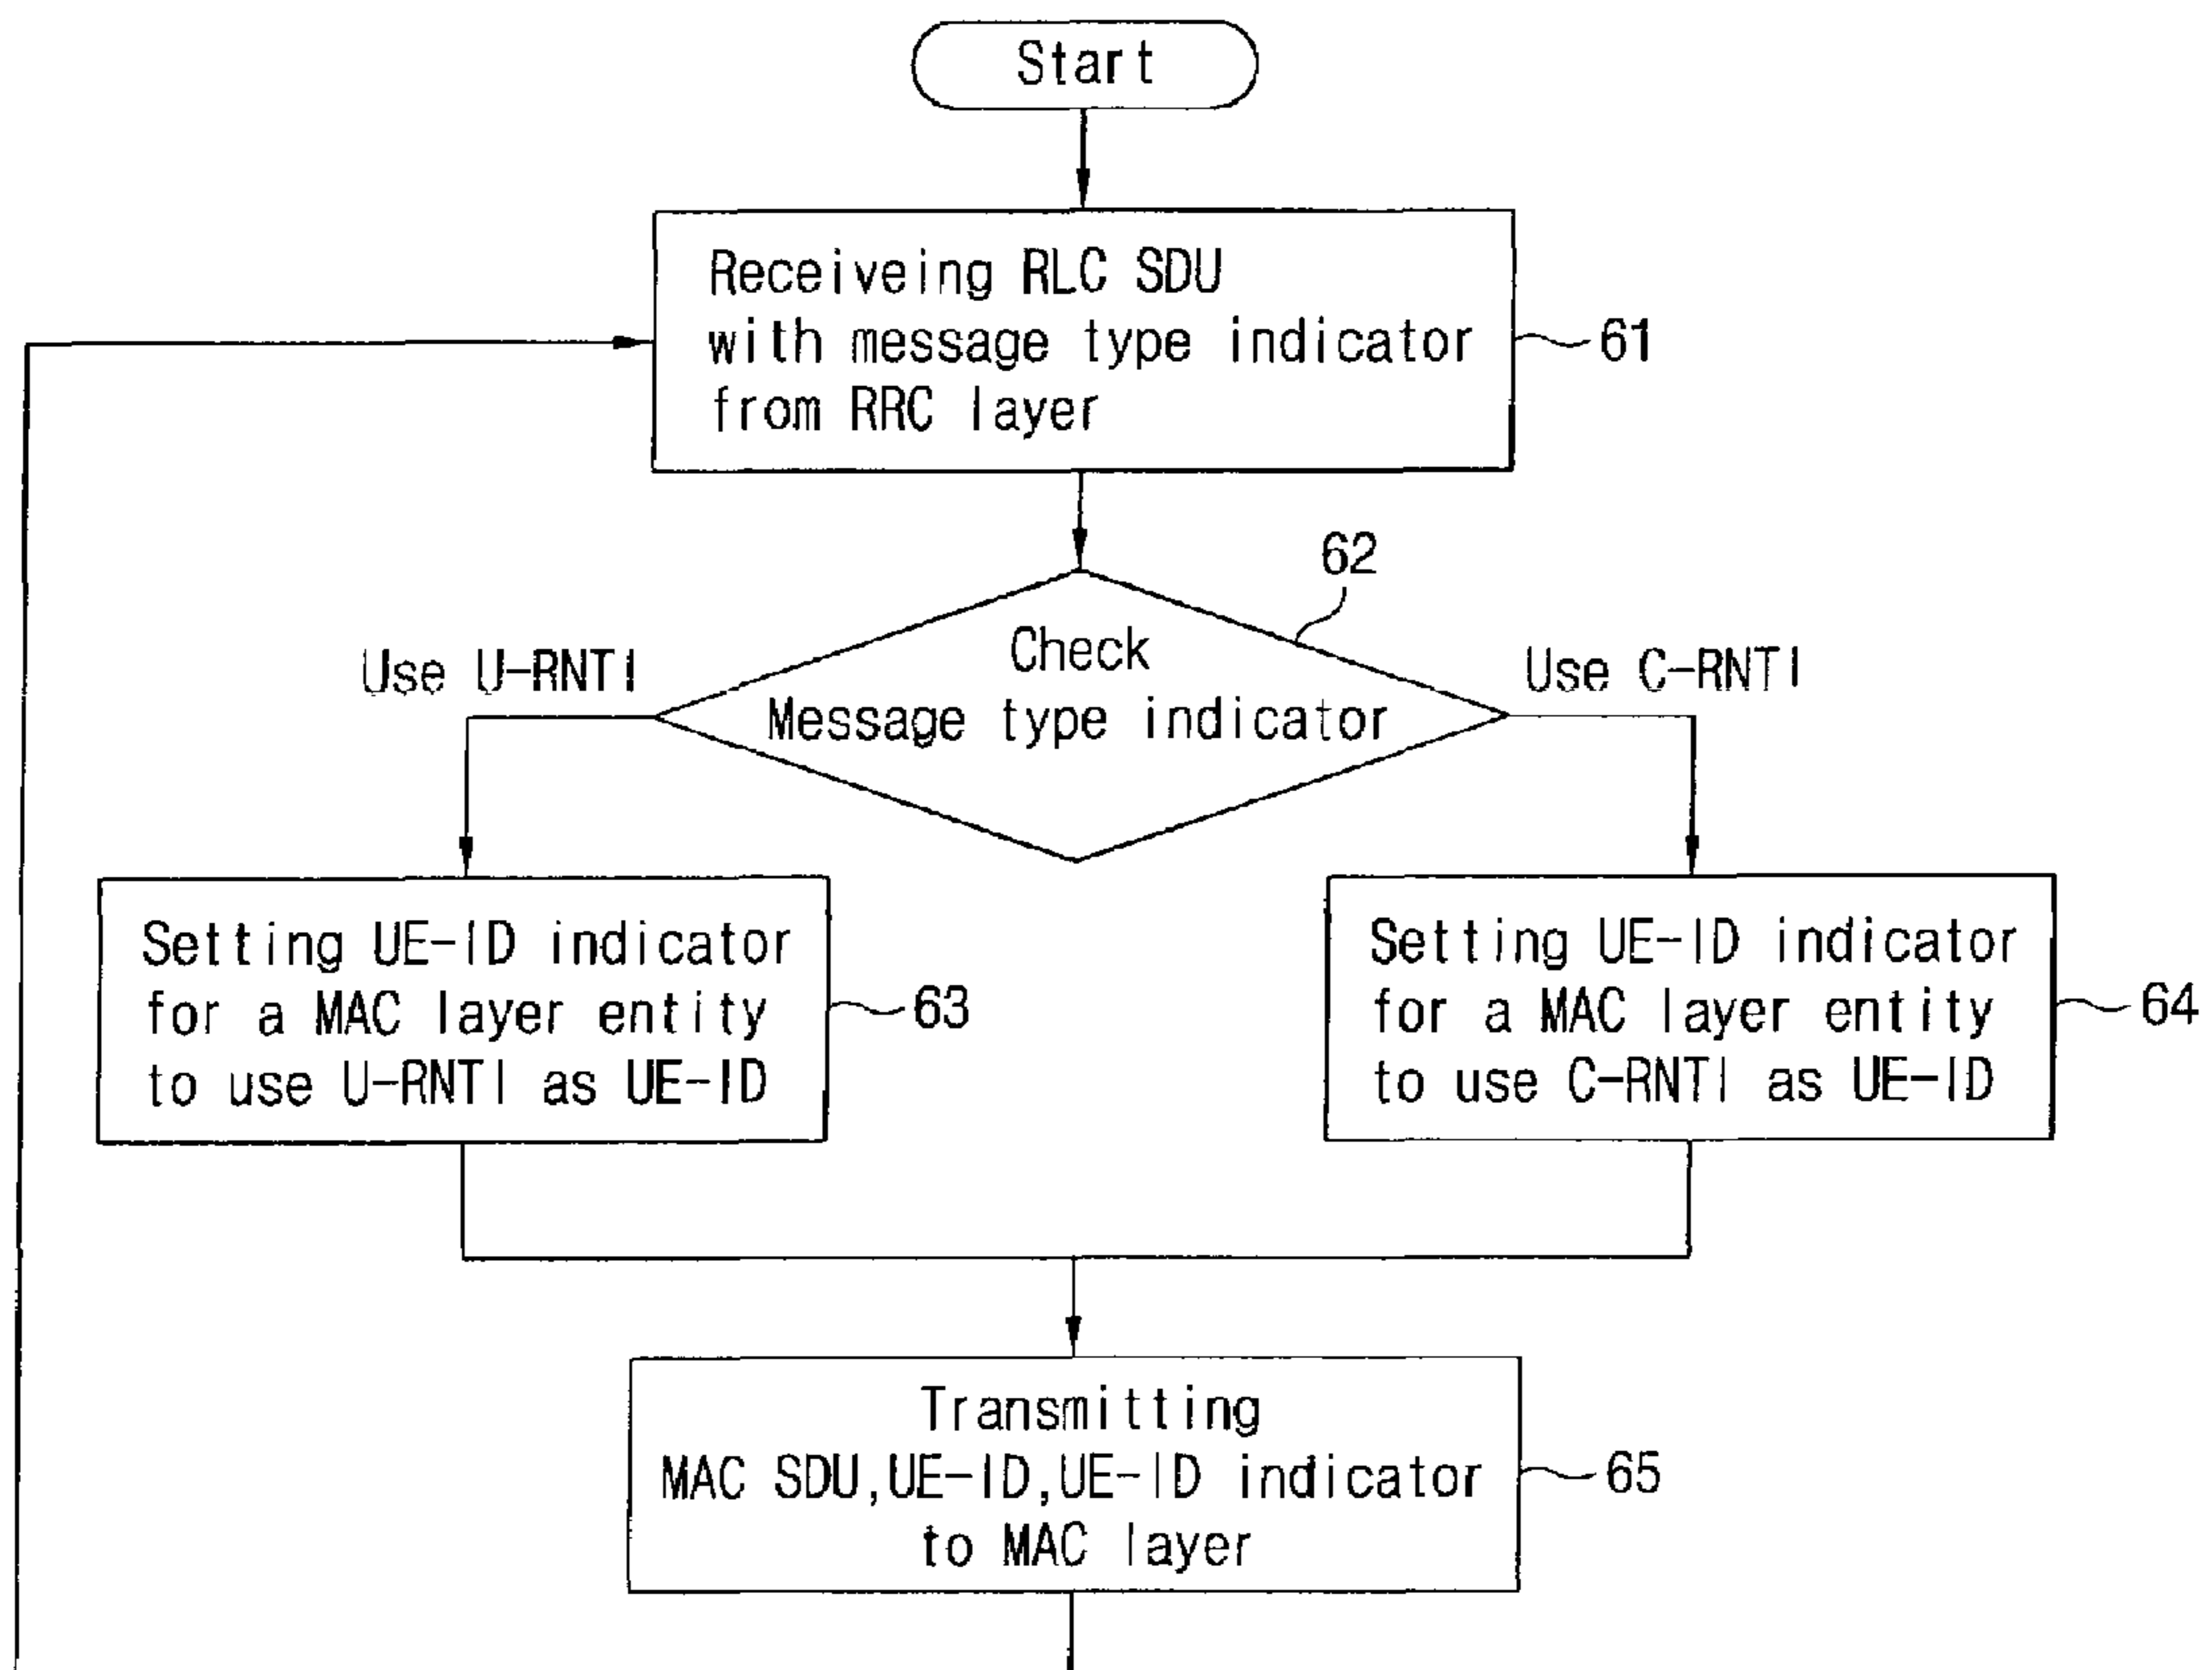 Start
Receiveing RLC SDU
with message type indicator
from RRC layer
61
62
Check
Message type indicator
Use U-RNTI
Use C-RNTI
Setting UE-ID indicator
for a MAC layer entity
to use U-RNTI as UE-ID
63
Setting UE-ID indicator
for a MAC layer entity
to use C-RNTI as UE-ID
64
Transmitting
MAC SDU,UE-ID,UE-ID indicator
to MAC layer
65